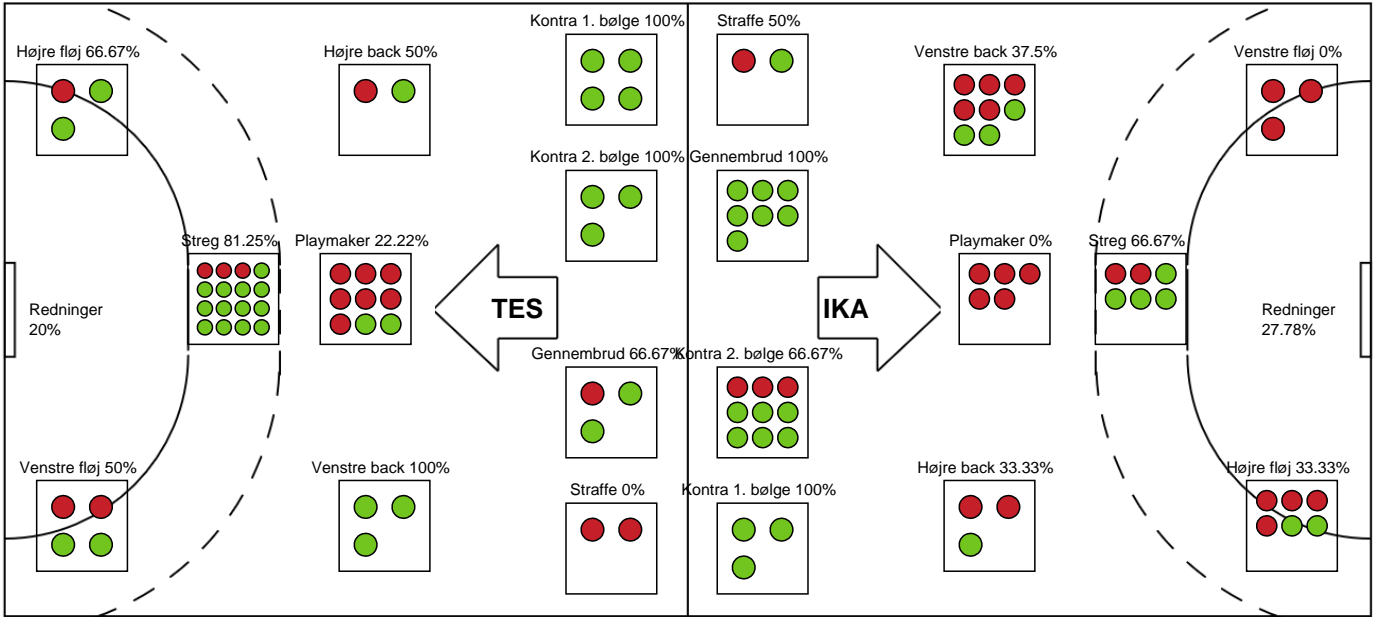 Kontra 1. bølge 100%
Straffe 50%
Højre fløj 66.67%
Højre back 50%
Venstre back 37.5%
Venstre fløj 0%
Kontra 2. bølge 100%
Gennembrud 100%
Streg 81.25%
Playmaker 22.22%
Playmaker 0%
Streg 66.67%
Redninger
20%
TES
IKA
Redninger
27.78%
Gennembrud 66.67%
Kontra 2. bølge 66.67%
Venstre fløj 50%
Venstre back 100%
Straffe 0%
Kontra 1. bølge 100%
Højre back 33.33%
Højre fløj 33.33%